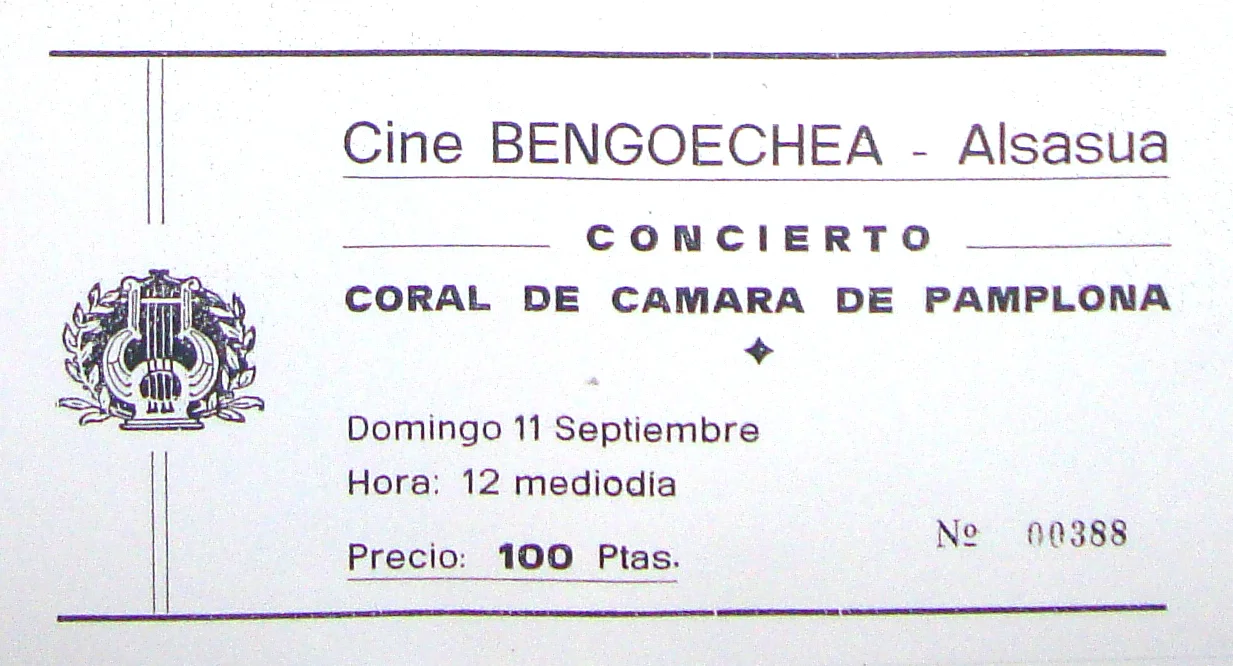 Cine BENGOECHEA - Alsasua
CONCIERTO
CORAL DE CAMARA DE PAMPLONA
Domingo 11 Septiembre
Hora: 12 mediodía
Precio: 100 Ptas.
Nº 00388